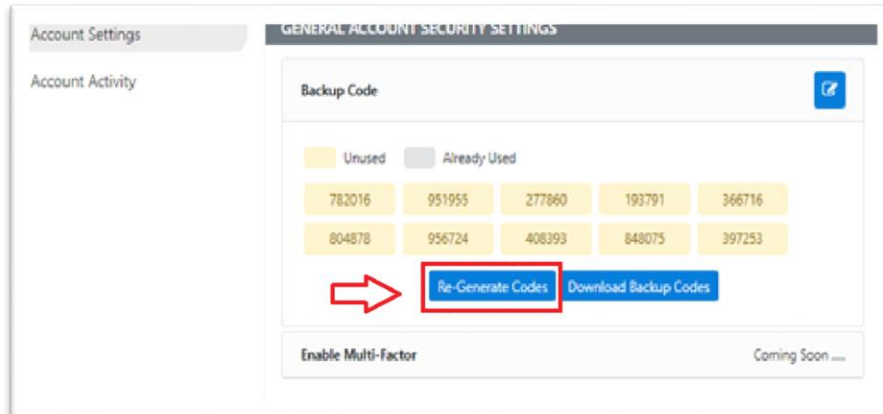 Account Settings
GENERAL ACCOUNT SECURITY SETTINGS
Account Activity
Backup Code
Unused Already Used
782016 951955 277860 193791 366716
804878 956724 408393 848075 397253
Re-Generate Codes Download Backup Codes
Enable Multi-Factor Coming Soon ....